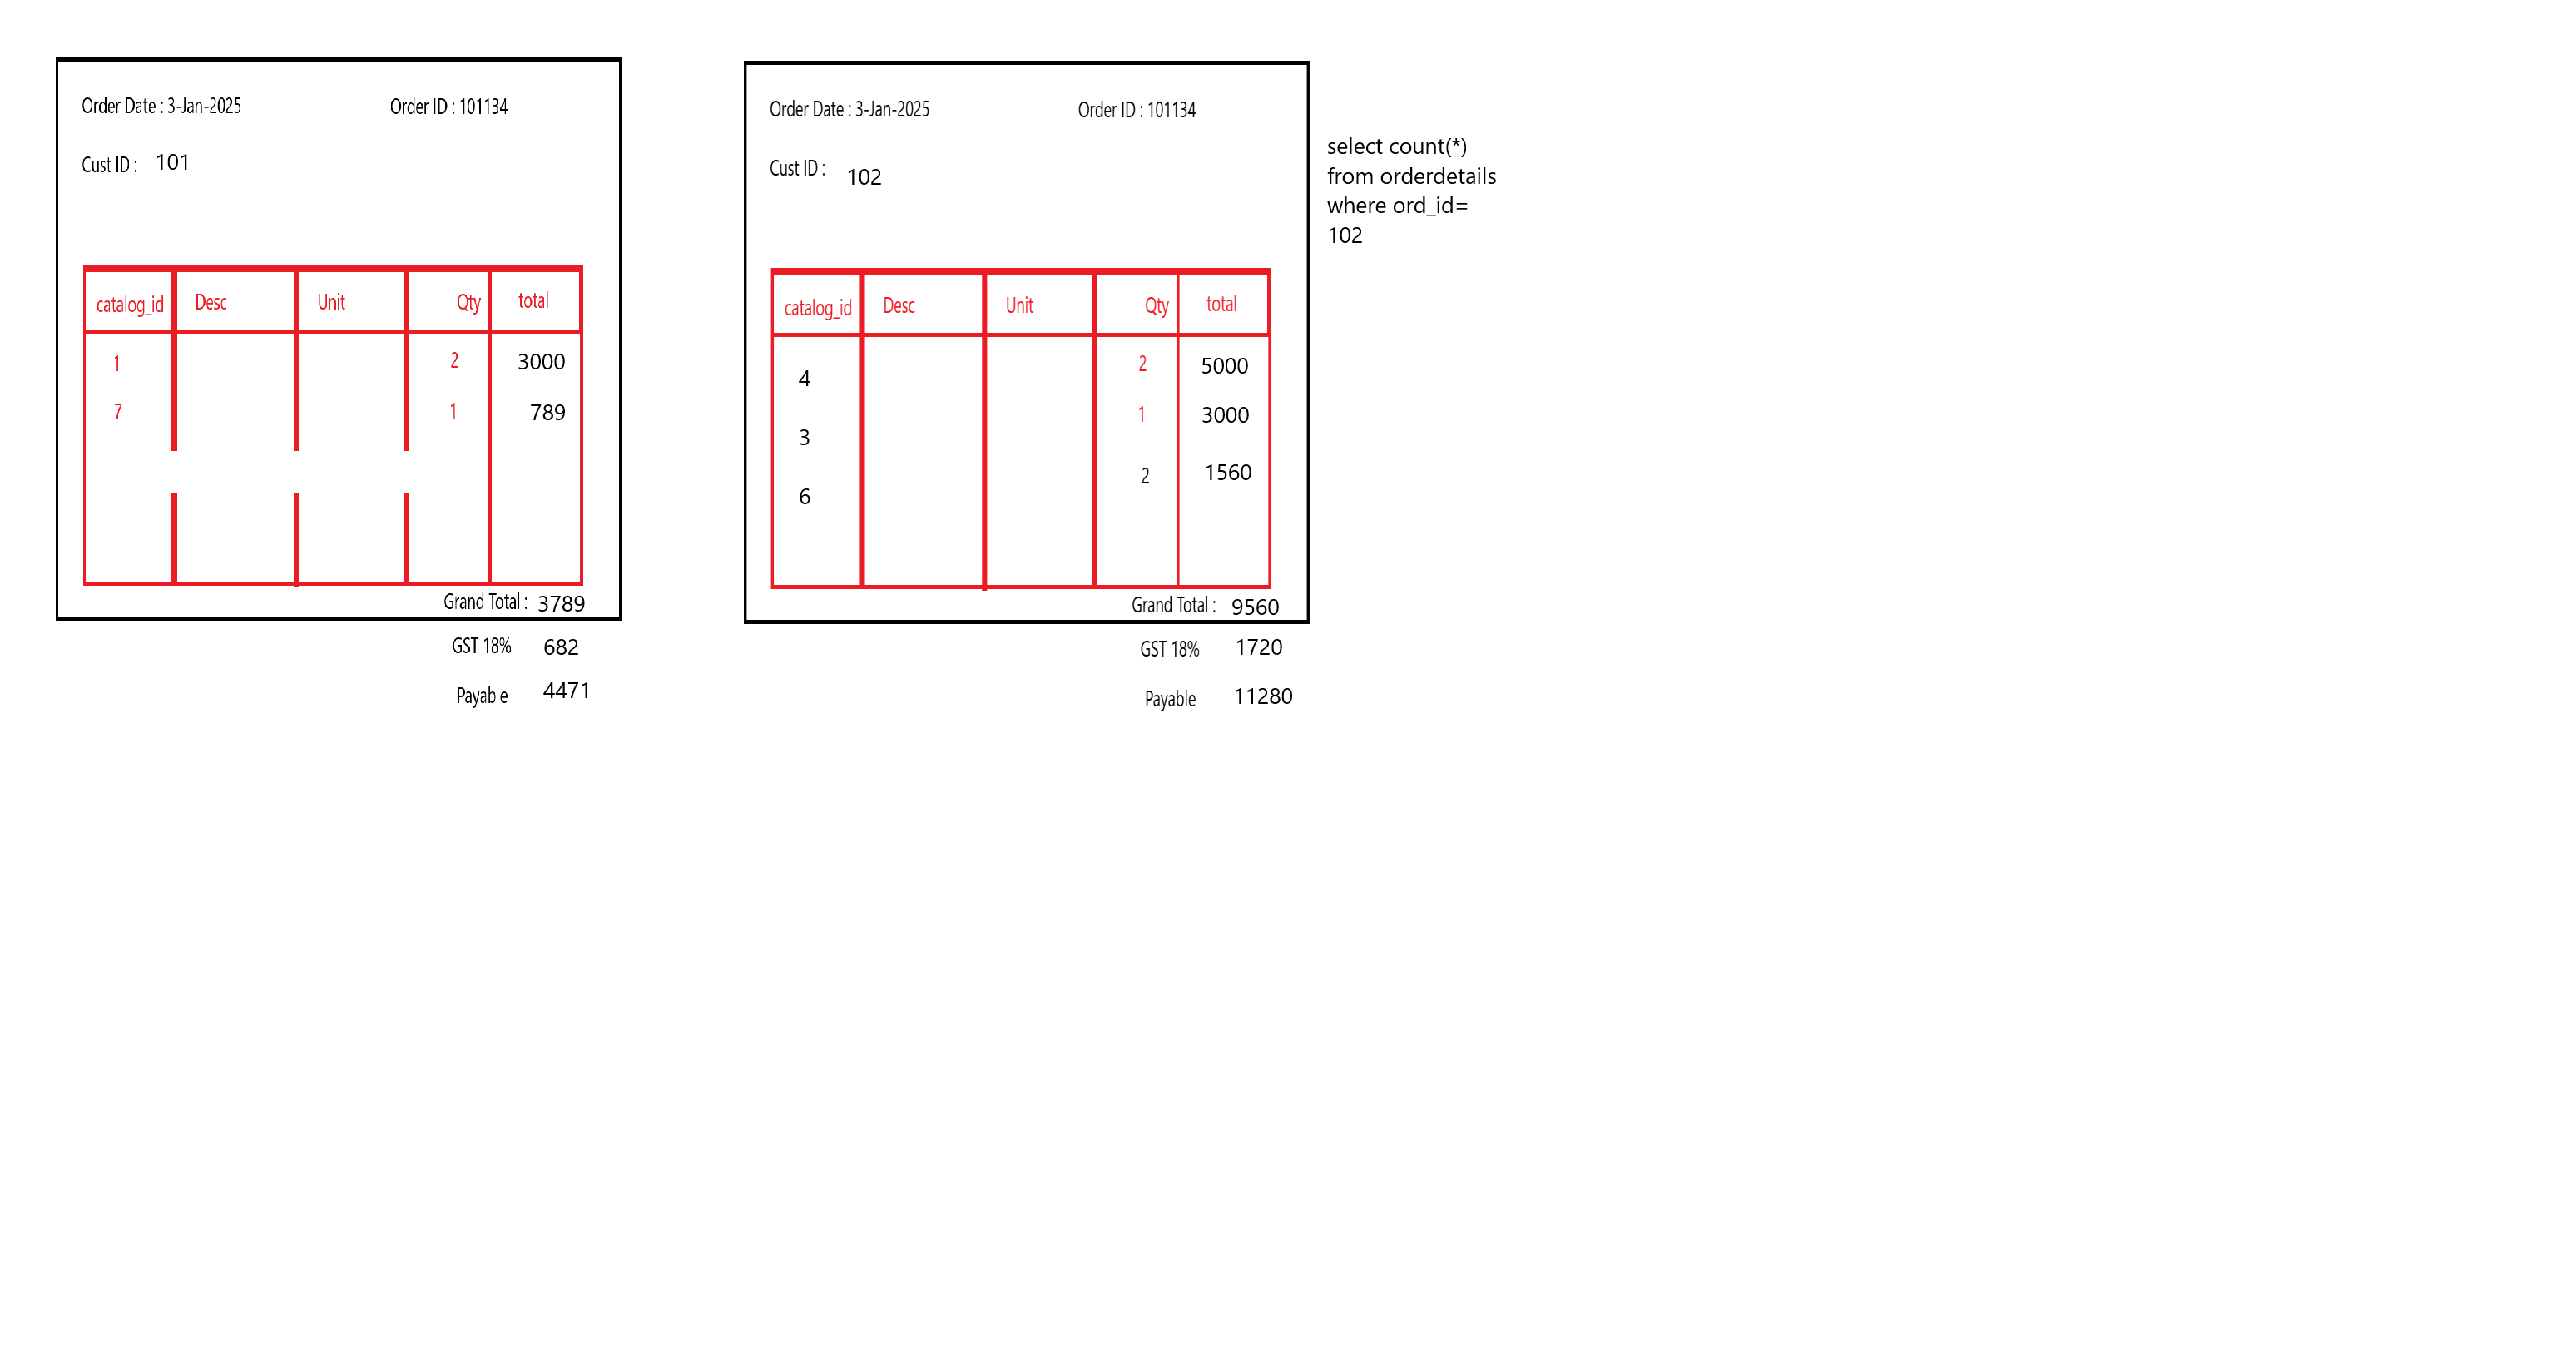 Order Date : 3-Jan-2025 Order ID : 101134
Cust ID : 101
catalog_id Desc Unit Qty total
1 2 3000
7 1 789
Grand Total : 3789
GST 18% 682
Payable 4471
Order Date : 3-Jan-2025 Order ID : 101134
Cust ID : 102
catalog_id Desc Unit Qty total
4 2 5000
3 1 3000
6 2 1560
Grand Total : 9560
GST 18% 1720
Payable 11280
select count(*)
from orderdetails
where ord_id=
102